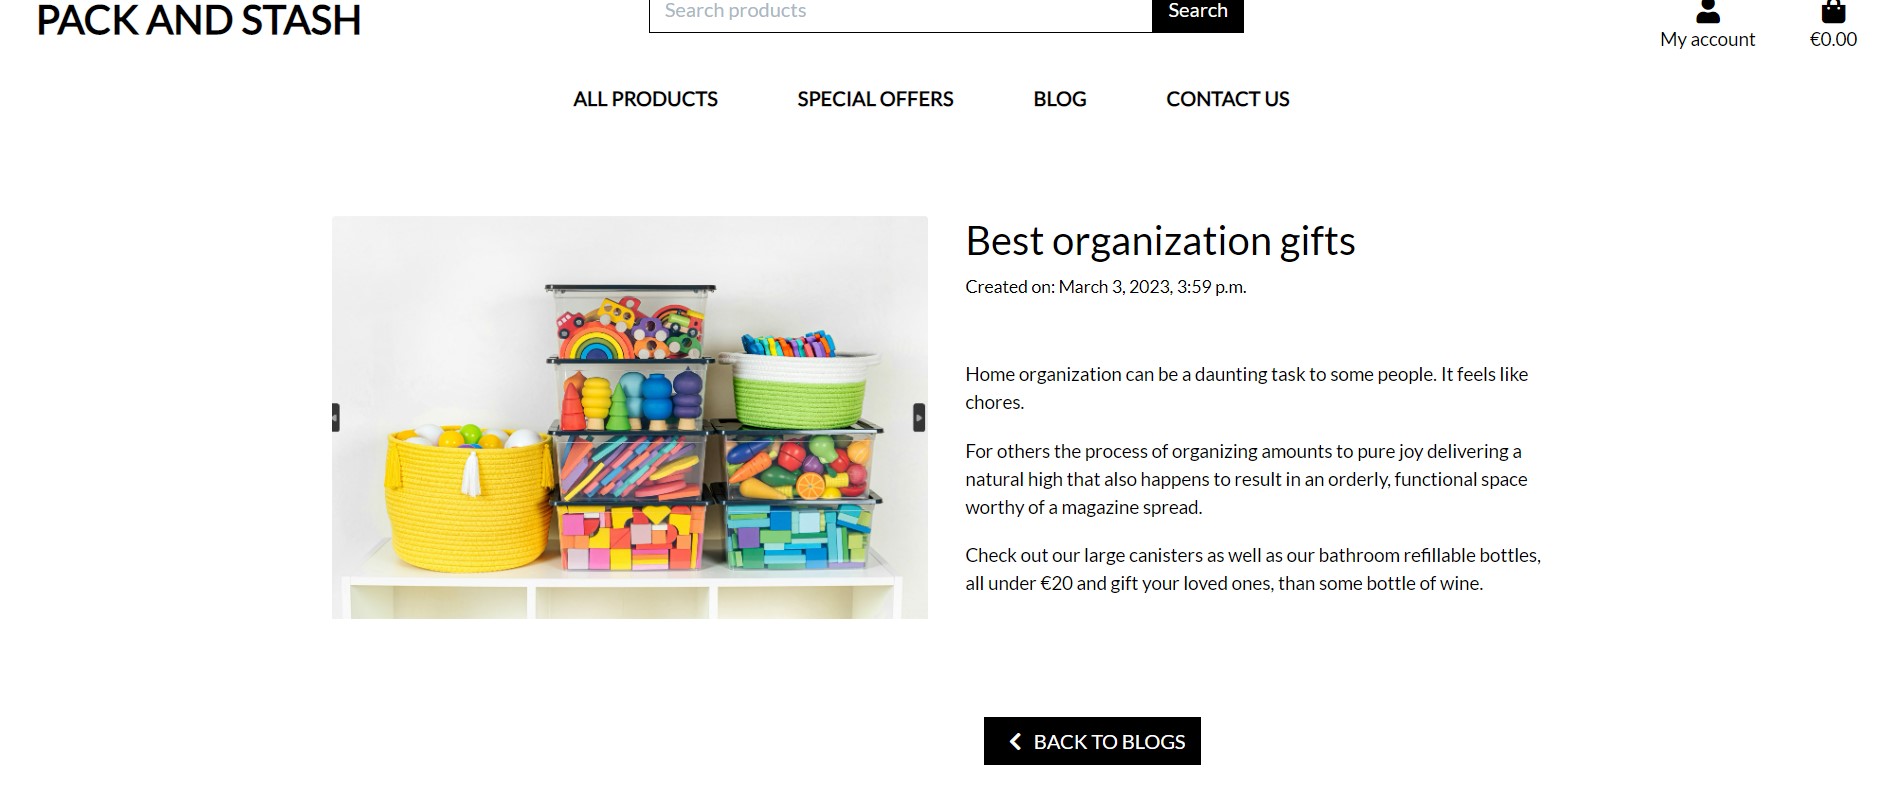 PACK AND STASH
Search products
Search
My account
€0.00
ALL PRODUCTS
SPECIAL OFFERS
BLOG
CONTACT US
Best organization gifts
Created on: March 3, 2023, 3:59 p.m.
Home organization can be a daunting task to some people. It feels like
chores.
For others the process of organizing amounts to pure joy delivering a
natural high that also happens to result in an orderly, functional space
worthy of a magazine spread.
Check out our large canisters as well as our bathroom refillable bottles,
all under €20 and gift your loved ones, than some bottle of wine.
BACK TO BLOGS